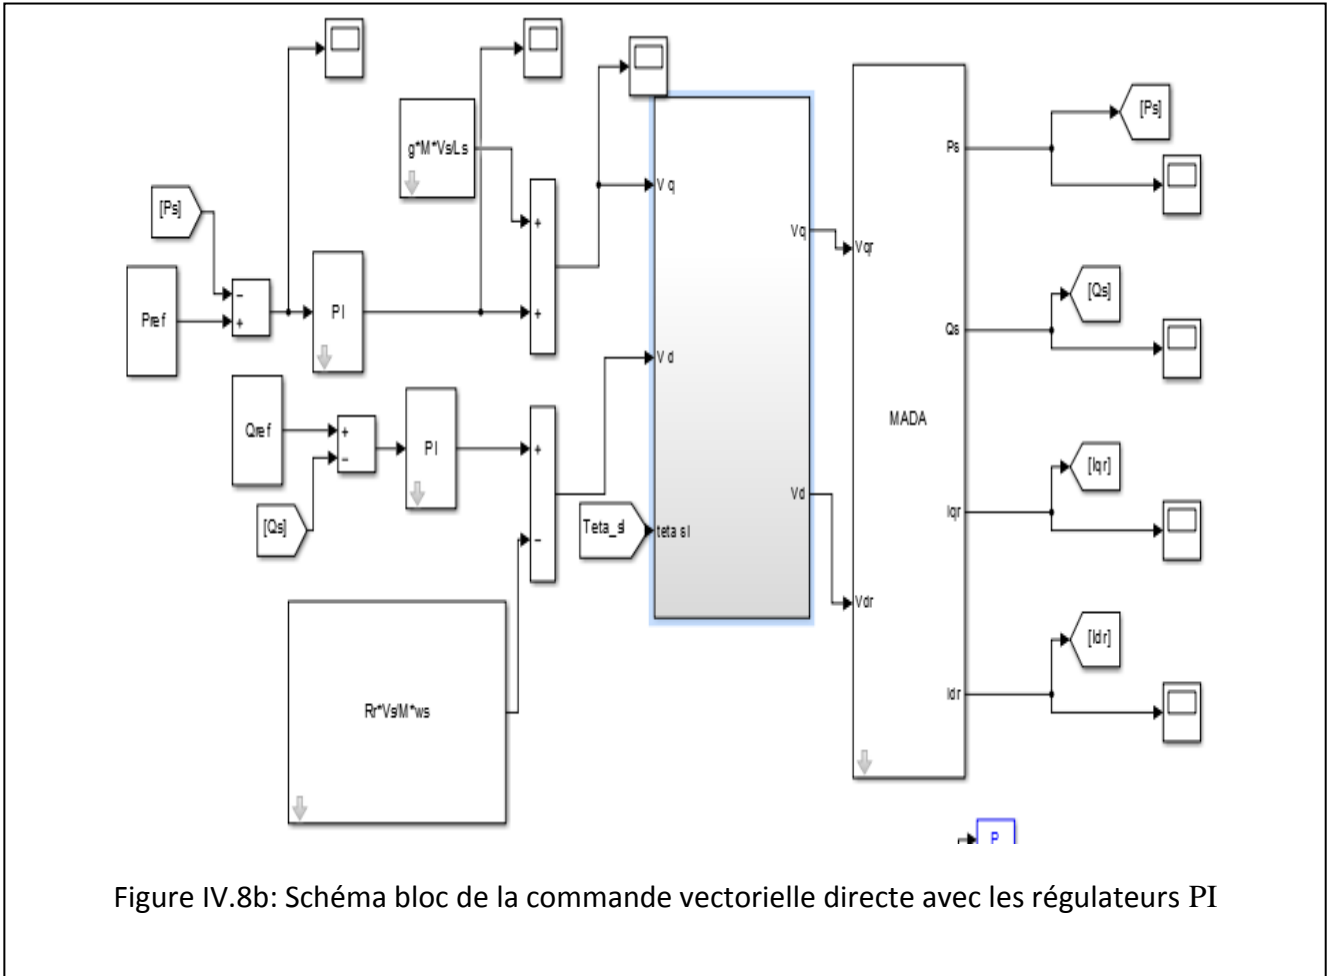 g*M*Vs/Ls
[Ps]
Pref
−
+
PI
+
+
Qref
+
−
[Qs]
PI
+
−
Rr*Vs/M*ws
Teta_sl
Vq
Vd
teta sl
Vq
Vd
Vqr
Vdr
MADA
Ps
Qs
Iqr
Idr
[Ps]
[Qs]
[Iqr]
[Idr]
P
Figure IV.8b: Schéma bloc de la commande vectorielle directe avec les régulateurs PI